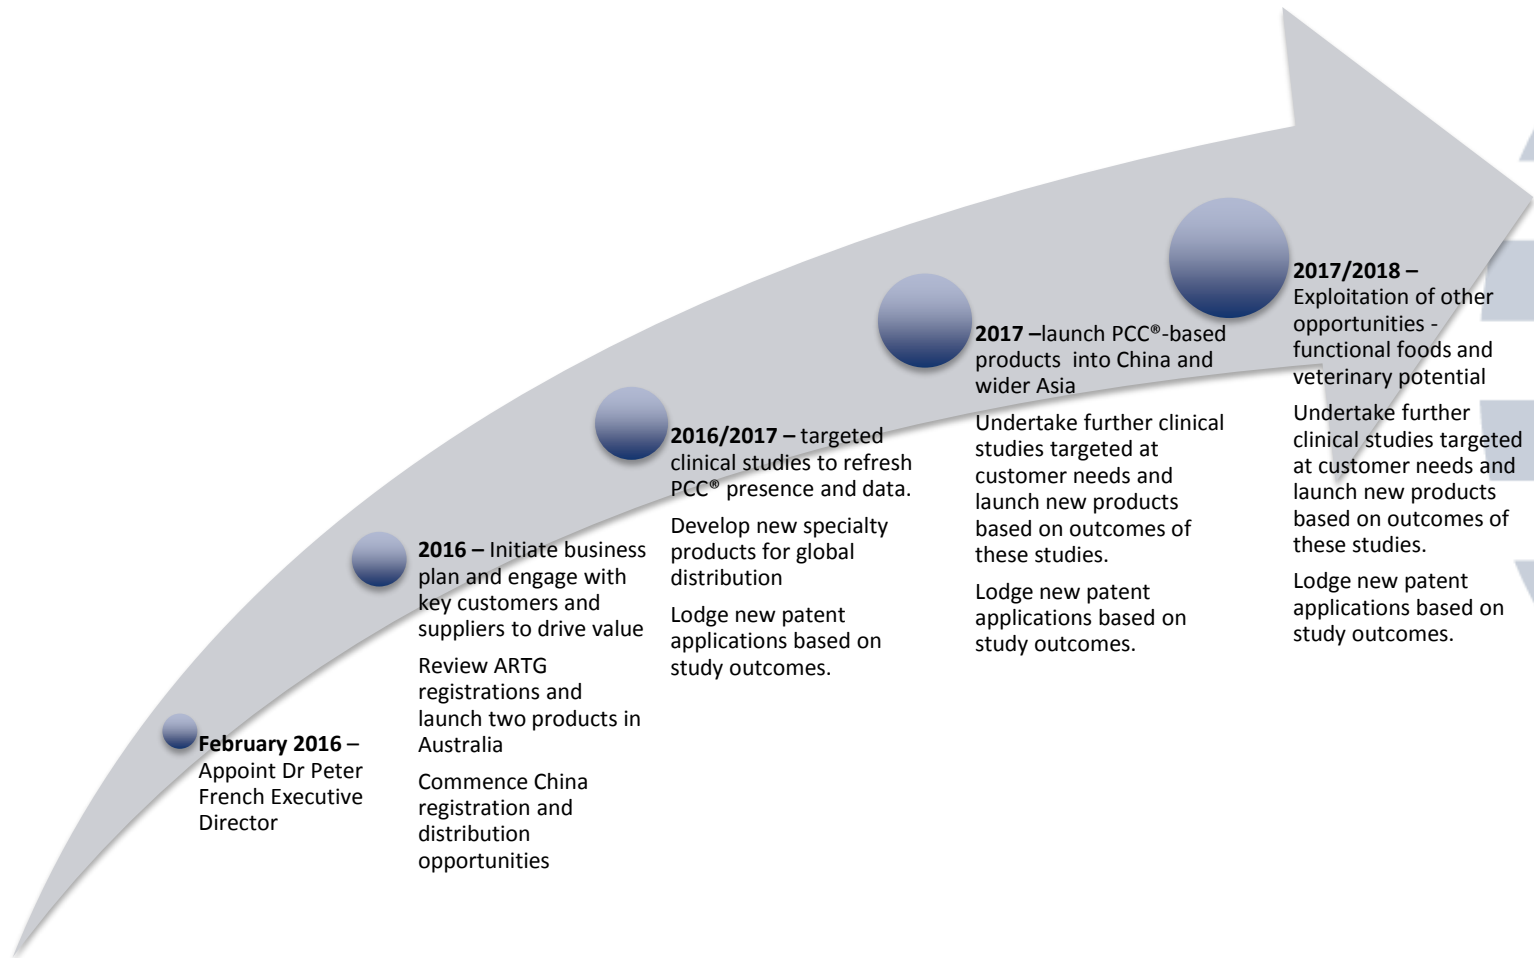 February 2016 –
Appoint Dr Peter
French Executive
Director
2016 – Initiate business
plan and engage with
key customers and
suppliers to drive value
Review ARTG
registrations and
launch two products in
Australia
Commence China
registration and
distribution
opportunities
2016/2017 – targeted
clinical studies to refresh
PCC® presence and data.
Develop new specialty
products for global
distribution
Lodge new patent
applications based on
study outcomes.
2017 –launch PCC®-based
products into China and
wider Asia
Undertake further clinical
studies targeted at
customer needs and
launch new products
based on outcomes of
these studies.
Lodge new patent
applications based on
study outcomes.
2017/2018 –
Exploitation of other
opportunities -
functional foods and
veterinary potential
Undertake further
clinical studies targeted
at customer needs and
launch new products
based on outcomes of
these studies.
Lodge new patent
applications based on
study outcomes.